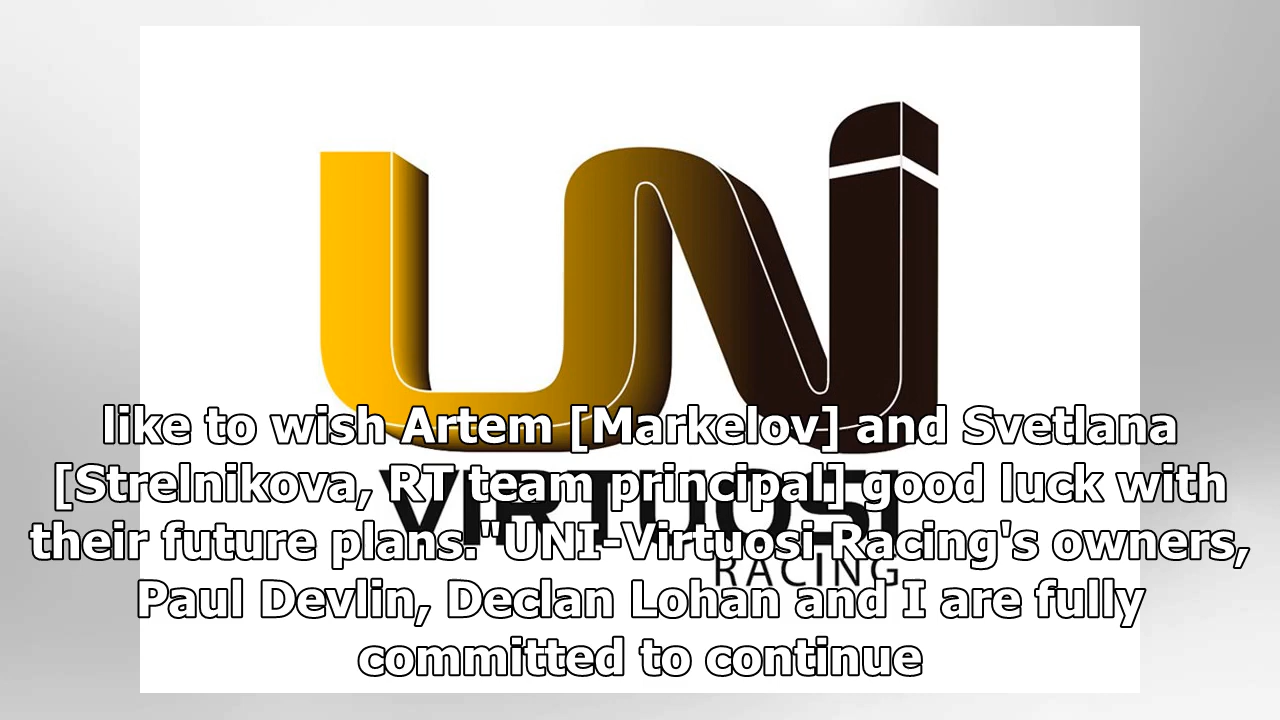 UNI
like to wish Artem [Markelov] and Svetlana
[Strelnikova, RT team principal] good luck with
VIRTUOSI
their future plans."UNI-Virtuosi Racing's owners,
RACING
Paul Devlin, Declan Lohan and I are fully
committed to continue